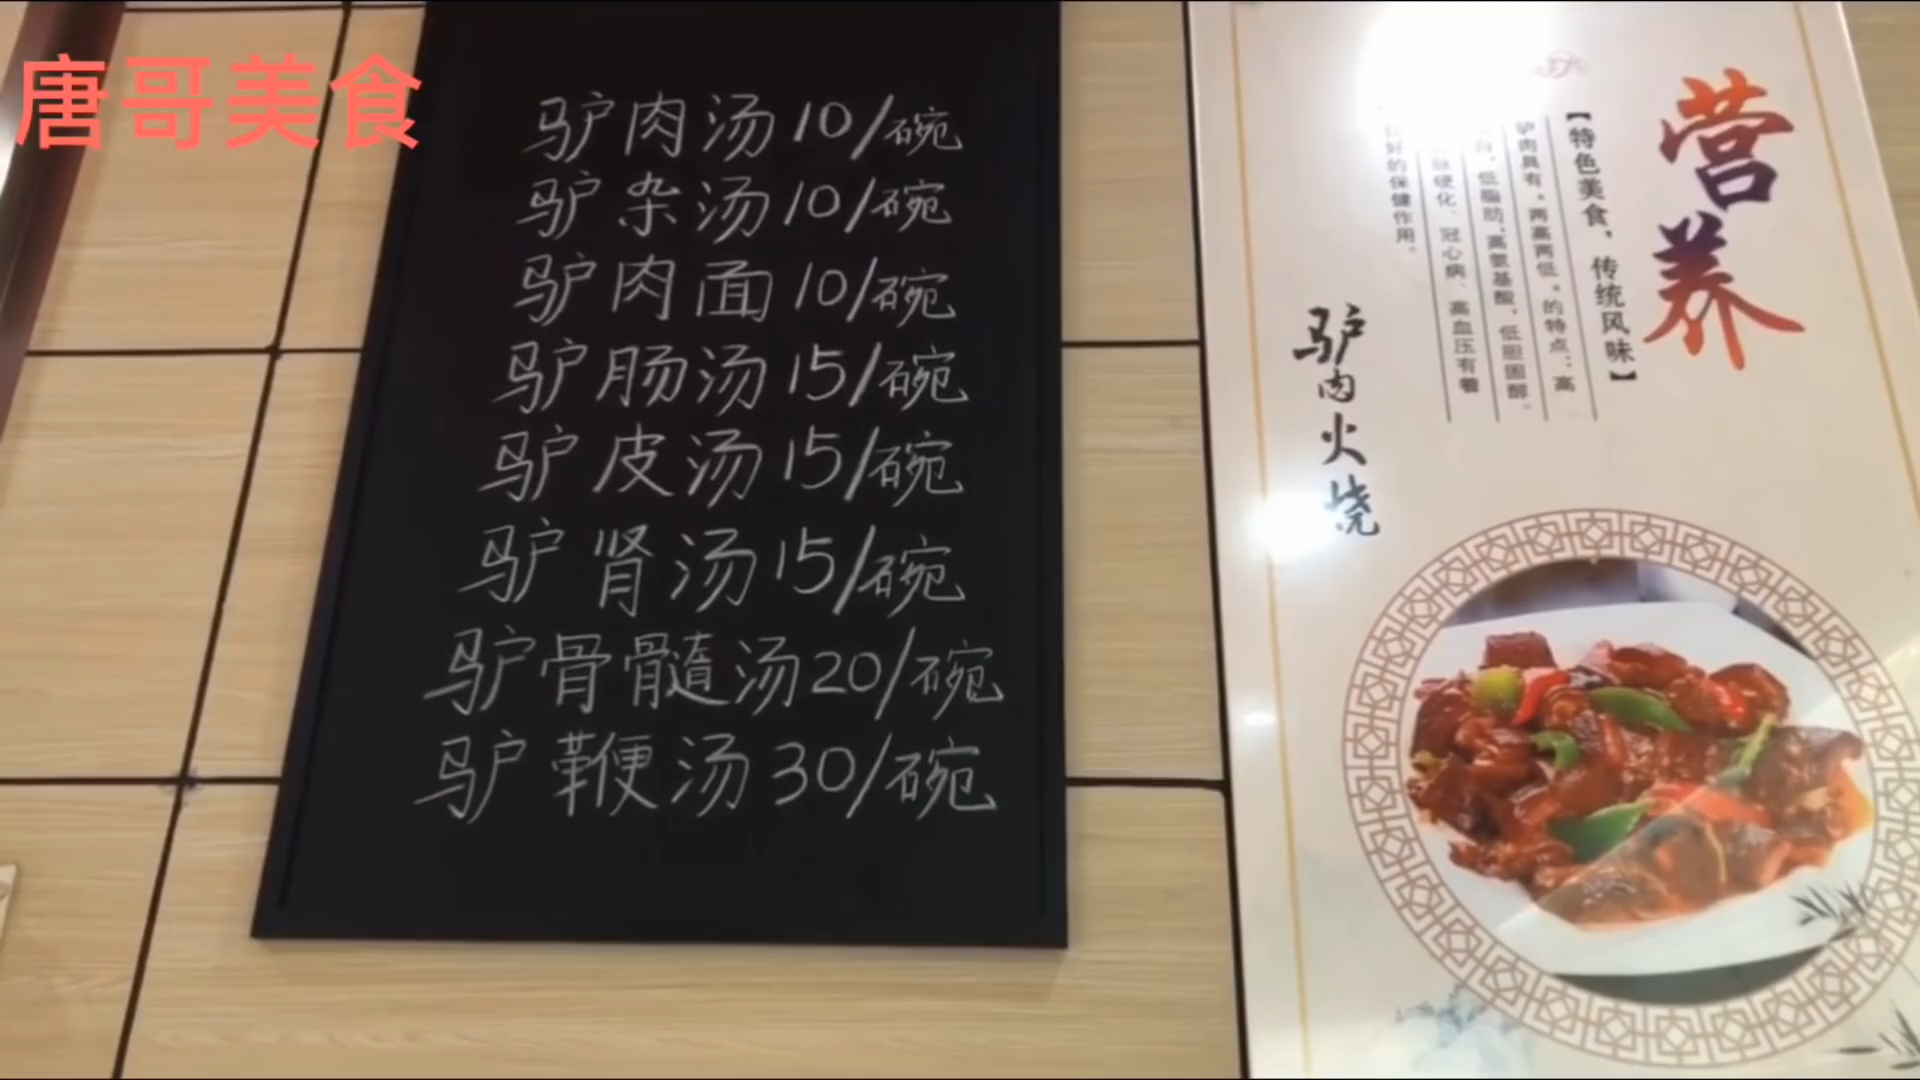 唐哥美食
驴肉汤10/碗
驴杂汤10/碗
驴肉面10/碗
驴肠汤15/碗
驴皮汤15/碗
驴肾汤15/碗
驴骨髓汤20/碗
驴鞭汤30/碗
营养
【特色美食，传统风味】
驴肉具有“两高两低”的特点：高
低脂肪，高氨基酸，低胆固醇，
脉硬化、冠心病、高血压有着
好的保健作用。
驴肉火烧